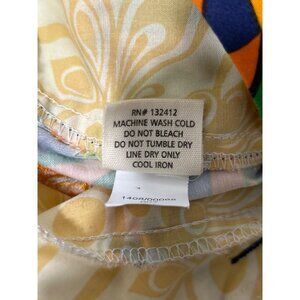 RN# 132412
MACHINE WASH COLD
DO NOT BLEACH
DO NOT TUMBLE DRY
LINE DRY ONLY
COOL IRON